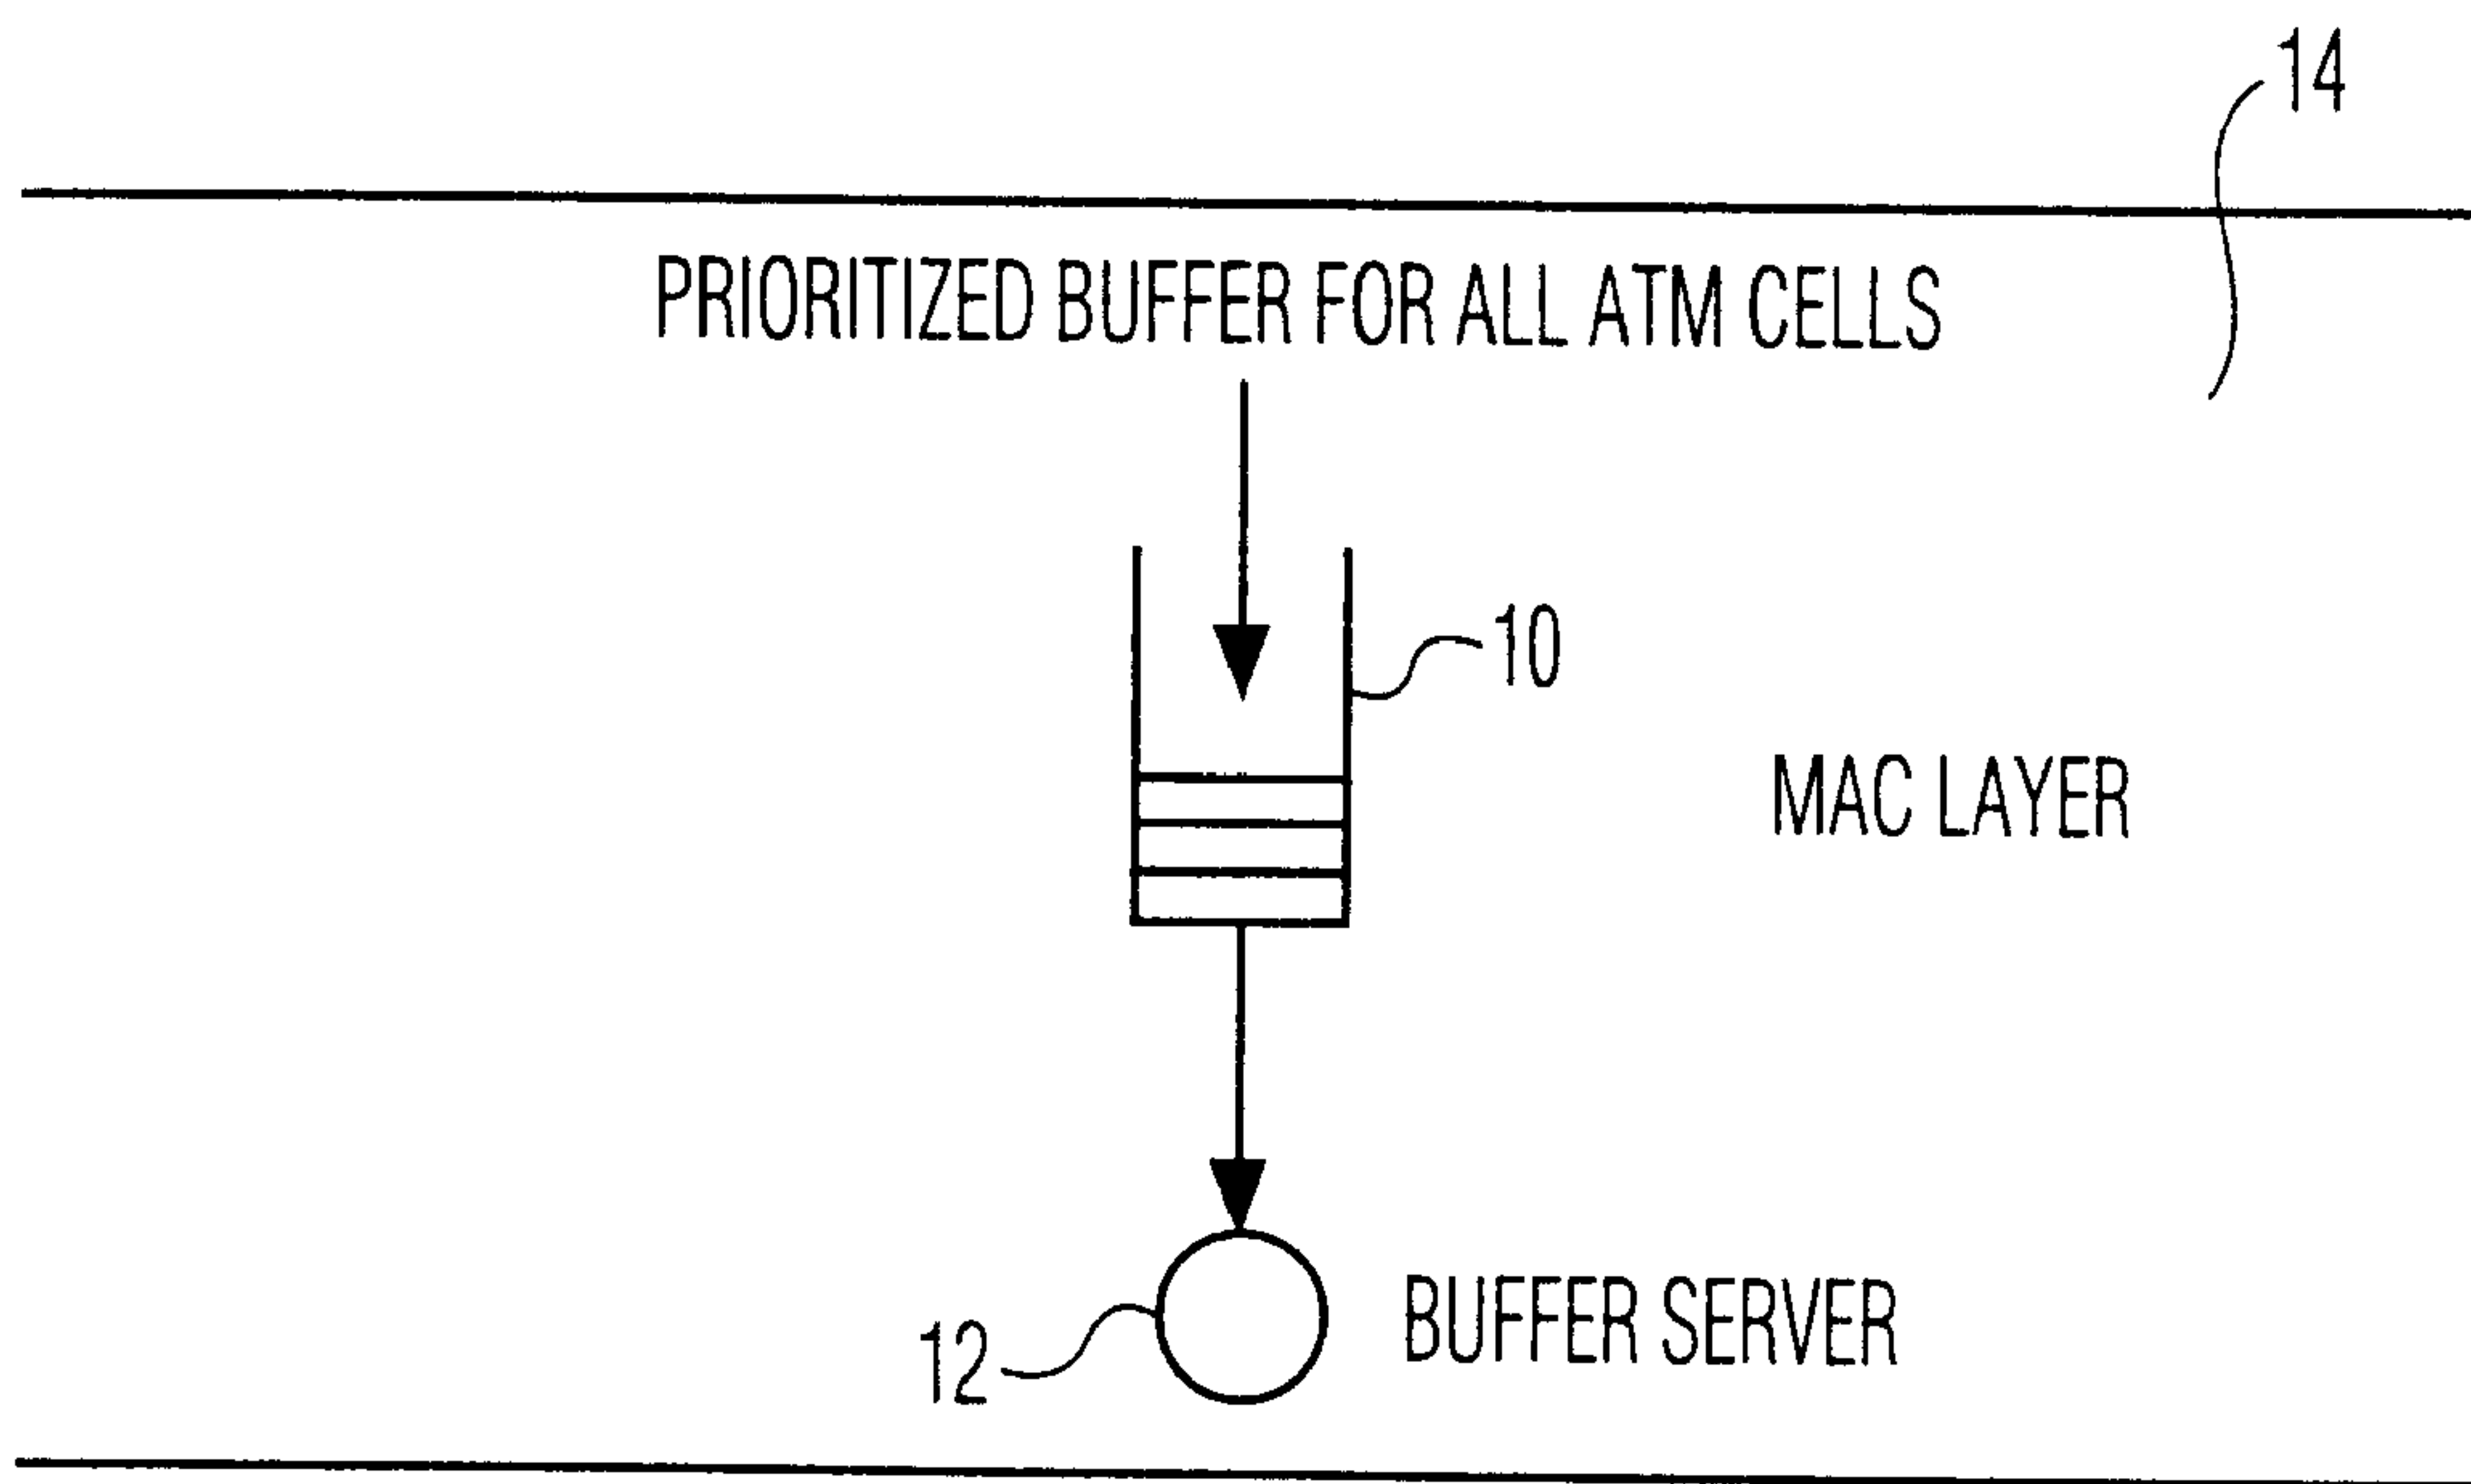 14
PRIORITIZED BUFFER FOR ALL ATM CELLS
10
MAC LAYER
BUFFER SERVER
12